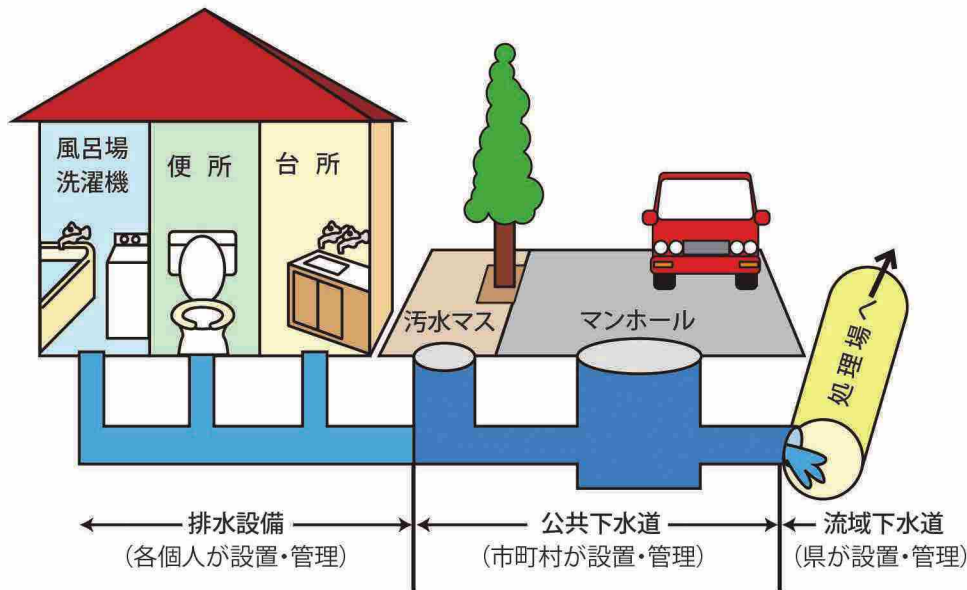 風呂場
洗濯機
便所
台所
汚水マス
マンホール
処理場へ
排水設備
(各個人が設置・管理)
公共下水道
(市町村が設置・管理)
流域下水道
(県が設置・管理)